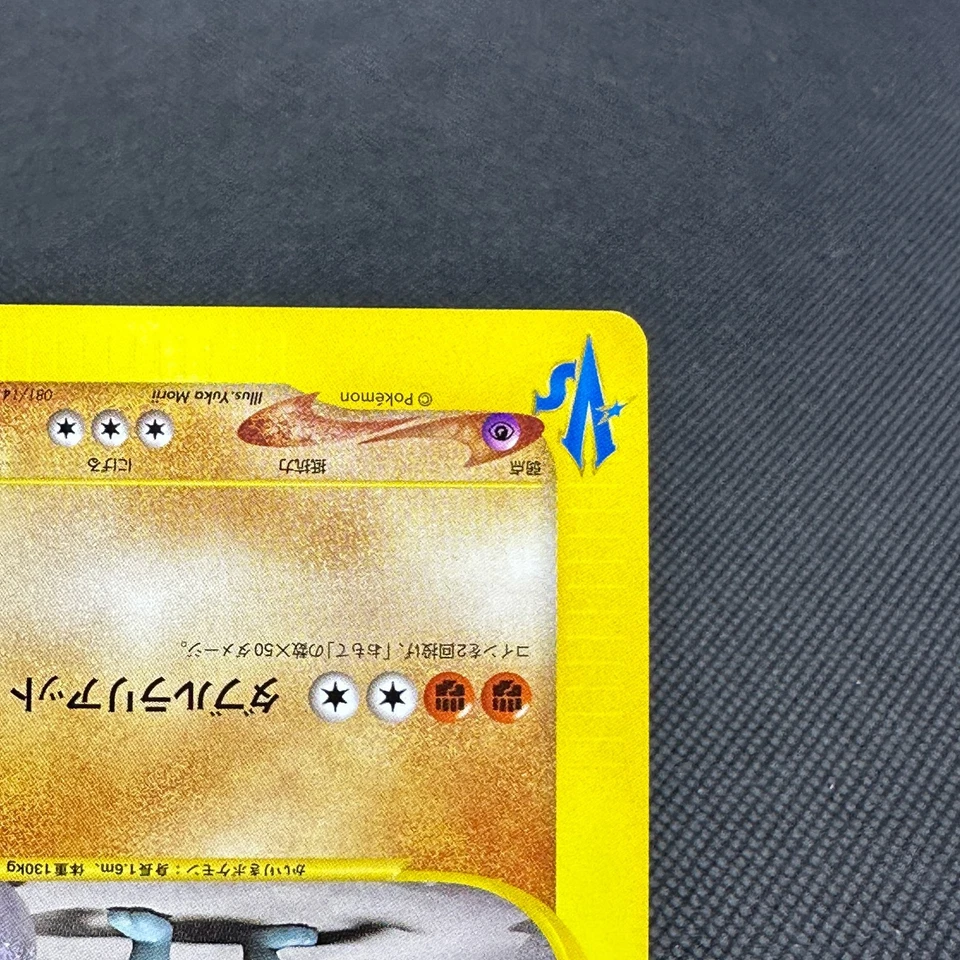 かいりきポケモン：身長1.6m、体重130kg
ダブルラリアット
コインを2回投げ、「おもて」の数×50ダメージ。
弱点 抵抗力 にげる
©Pokémon Illus.Yuka Morii 081/14
VS